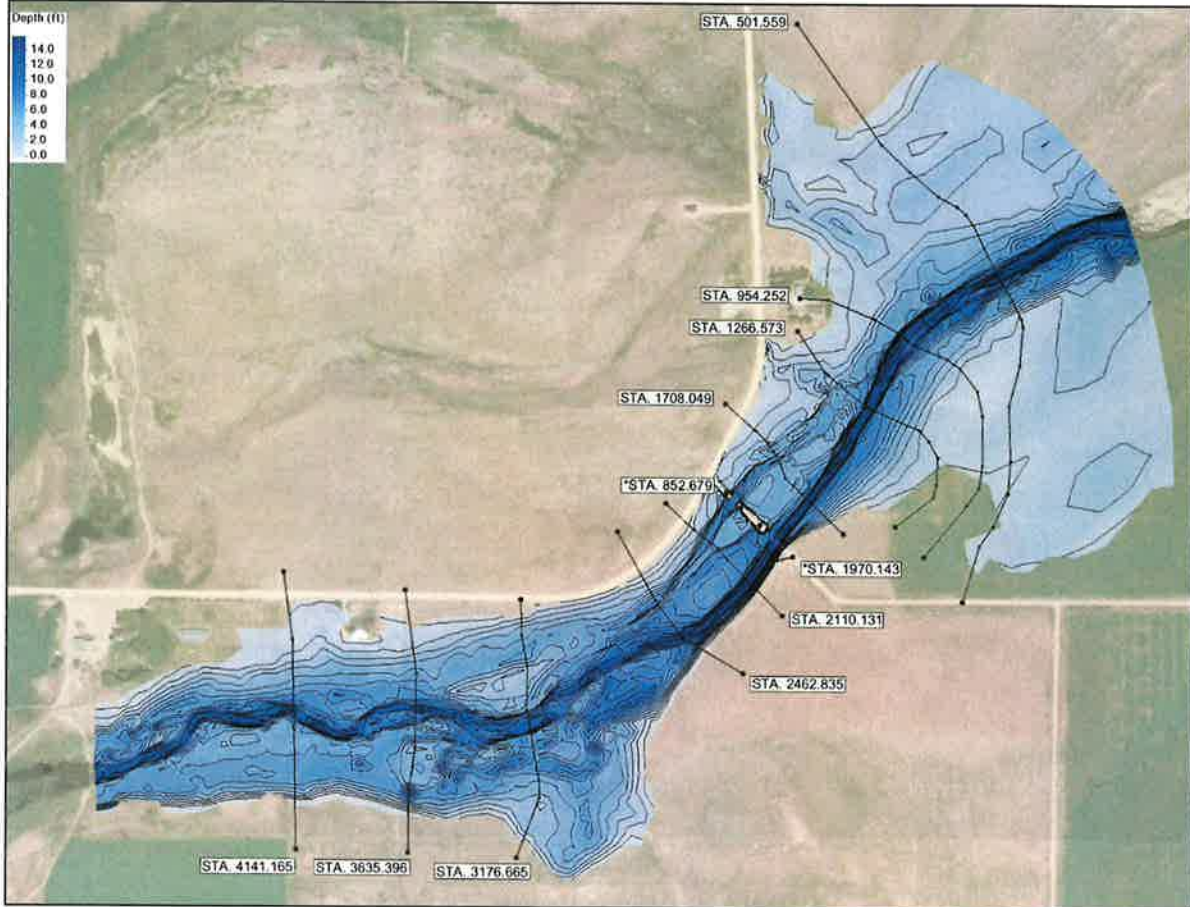 Depth (ft)
14.0
12.0
10.0
8.0
6.0
4.0
2.0
0.0
STA. 501.559
STA. 954.252
STA. 1266.573
STA. 1708.049
*STA. 852.679
*STA. 1970.143
STA. 2110.131
STA. 2462.835
STA. 4141.165
STA. 3635.396
STA. 3176.665